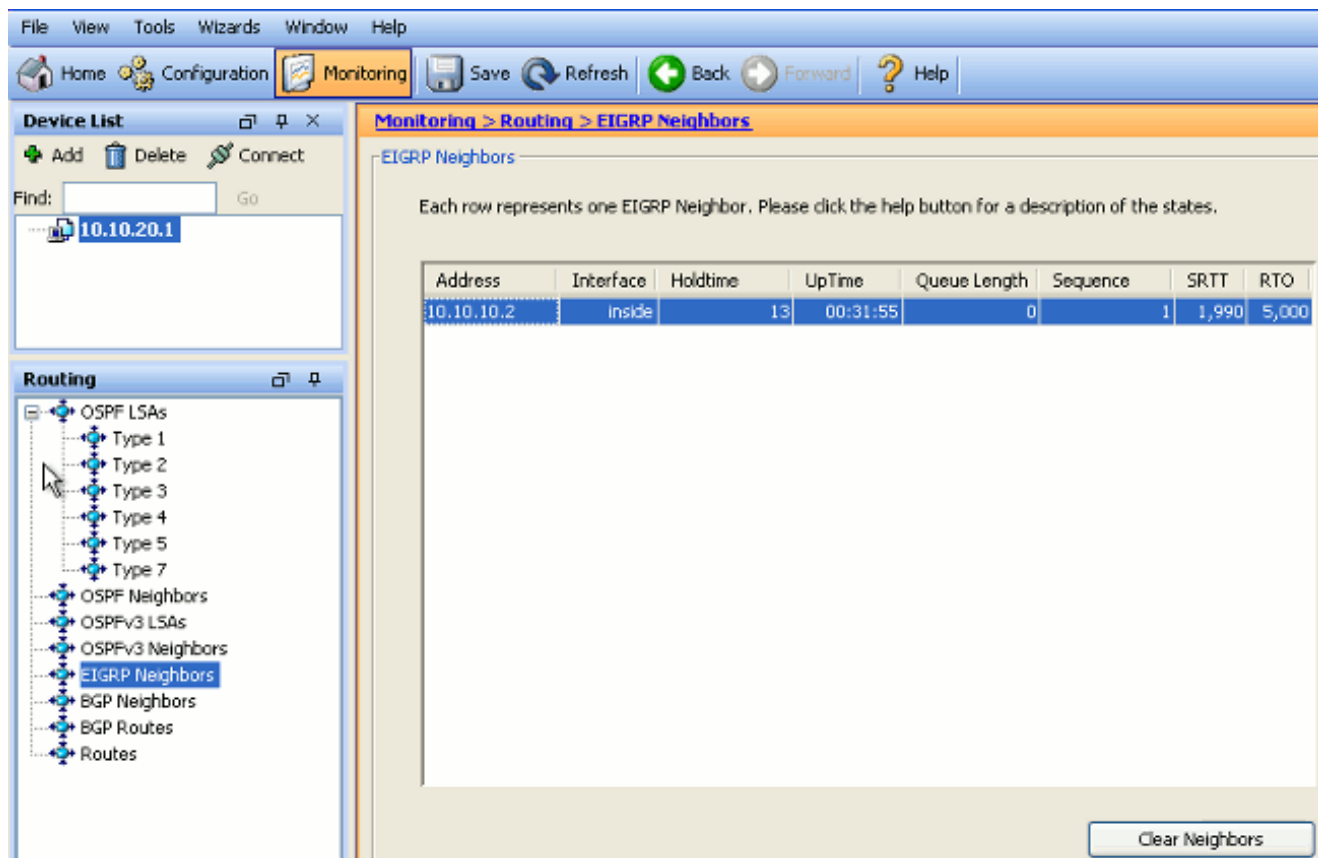 File View Tools Wizards Window Help
Home Configuration Monitoring Save Refresh Back Forward Help
Device List
Add Delete Connect
Find: Go
10.10.20.1
Routing
OSPF LSAs
Type 1
Type 2
Type 3
Type 4
Type 5
Type 7
OSPF Neighbors
OSPFv3 LSAs
OSPFv3 Neighbors
EIGRP Neighbors
BGP Neighbors
BGP Routes
Routes
Monitoring > Routing > EIGRP Neighbors
EIGRP Neighbors
Each row represents one EIGRP Neighbor. Please click the help button for a description of the states.
Address Interface Holdtime UpTime Queue Length Sequence SRTT RTO
10.10.10.2 inside 13 00:31:55 0 1 1,990 5,000
Clear Neighbors